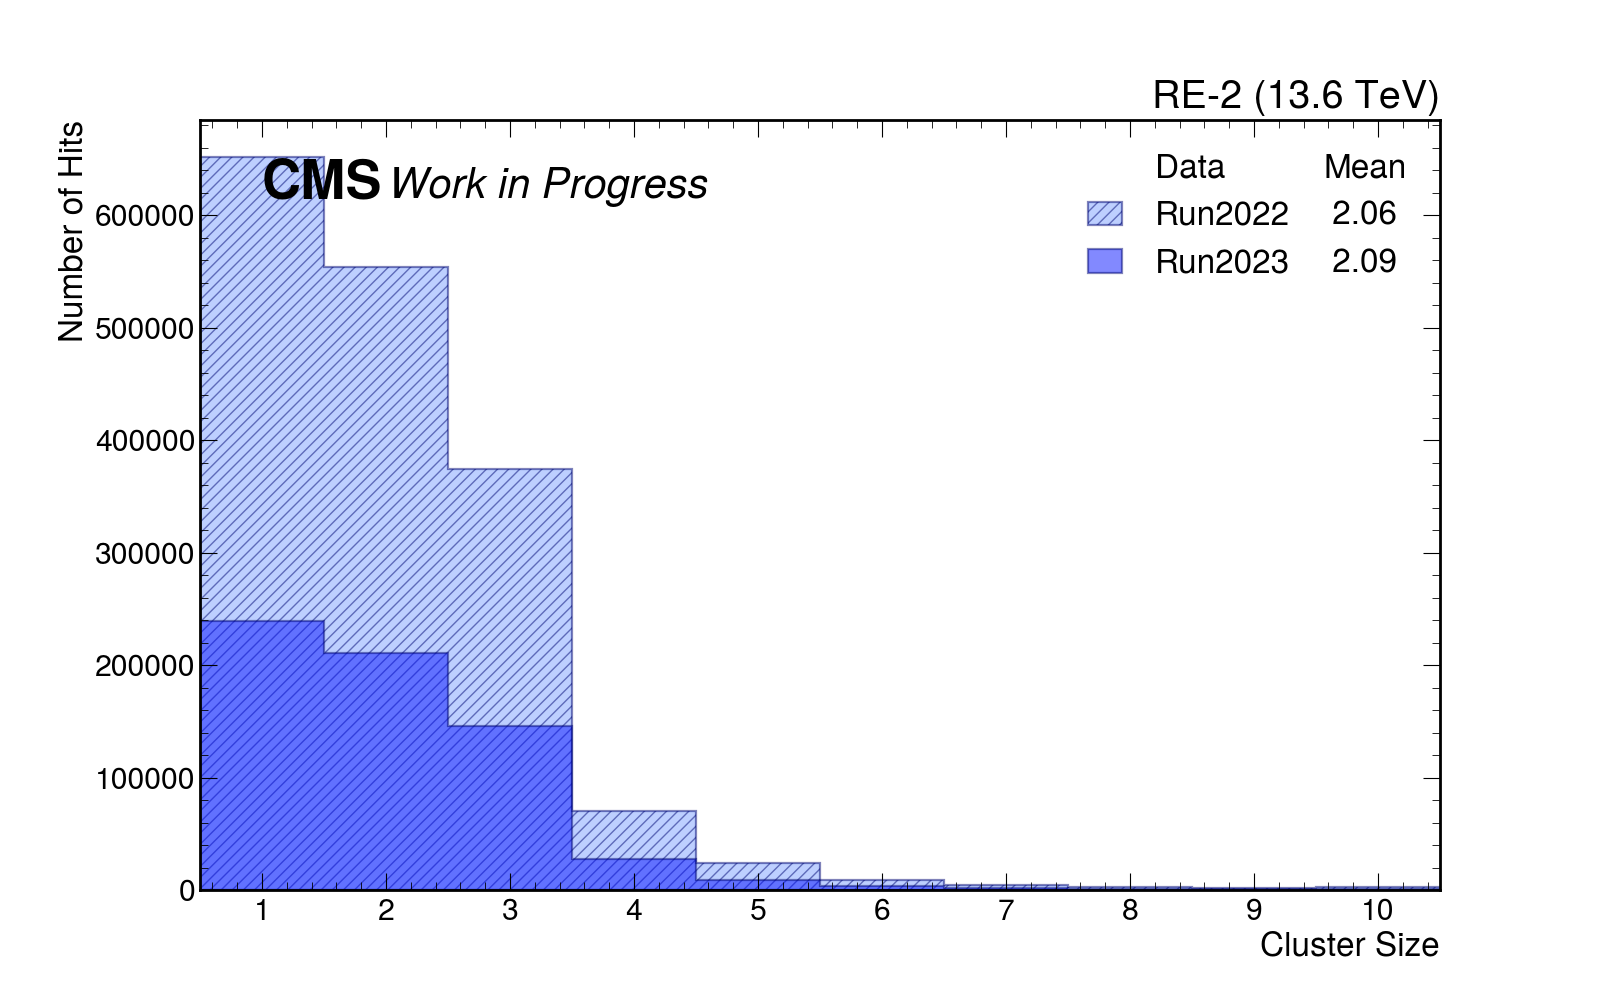 RE-2 (13.6 TeV)
CMS Work in Progress
Number of Hits
Data Mean
Run2022 2.06
Run2023 2.09
600000
500000
400000
300000
200000
100000
0
1 2 3 4 5 6 7 8 9 10
Cluster Size